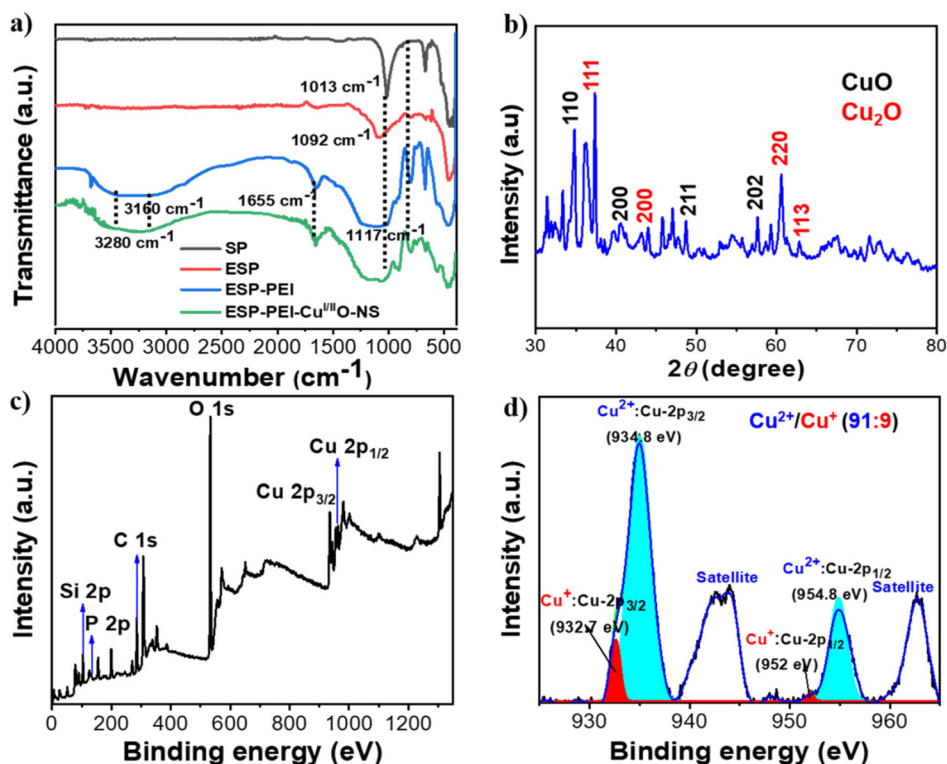 a)
Transmittance (a.u.)
1013 cm⁻¹
1092 cm⁻¹
3160 cm⁻¹
1655 cm⁻¹
3280 cm⁻¹
1117 cm⁻¹
SP
ESP
ESP-PEI
ESP-PEI-Cu^I/II O-NS
4000 3500 3000 2500 2000 1500 1000 500
Wavenumber (cm⁻¹)
b)
Intensity (a.u)
110
111
200
200
211
202
220
113
CuO
Cu₂O
30 40 50 60 70 80
2θ (degree)
c)
Intensity (a.u.)
Si 2p
P 2p
C 1s
O 1s
Cu 2p₃/₂
Cu 2p₁/₂
0 200 400 600 800 1000 1200
Binding energy (eV)
d)
Intensity (a.u.)
Cu²⁺:Cu-2p₃/₂
(934.8 eV)
Cu²⁺/Cu⁺ (91:9)
Cu⁺:Cu-2p₃/₂
(932.7 eV)
Satellite
Cu²⁺:Cu-2p₁/₂
(954.8 eV)
Satellite
Cu⁺:Cu-2p₁/₂
(952 eV)
930 940 950 960
Binding energy (eV)